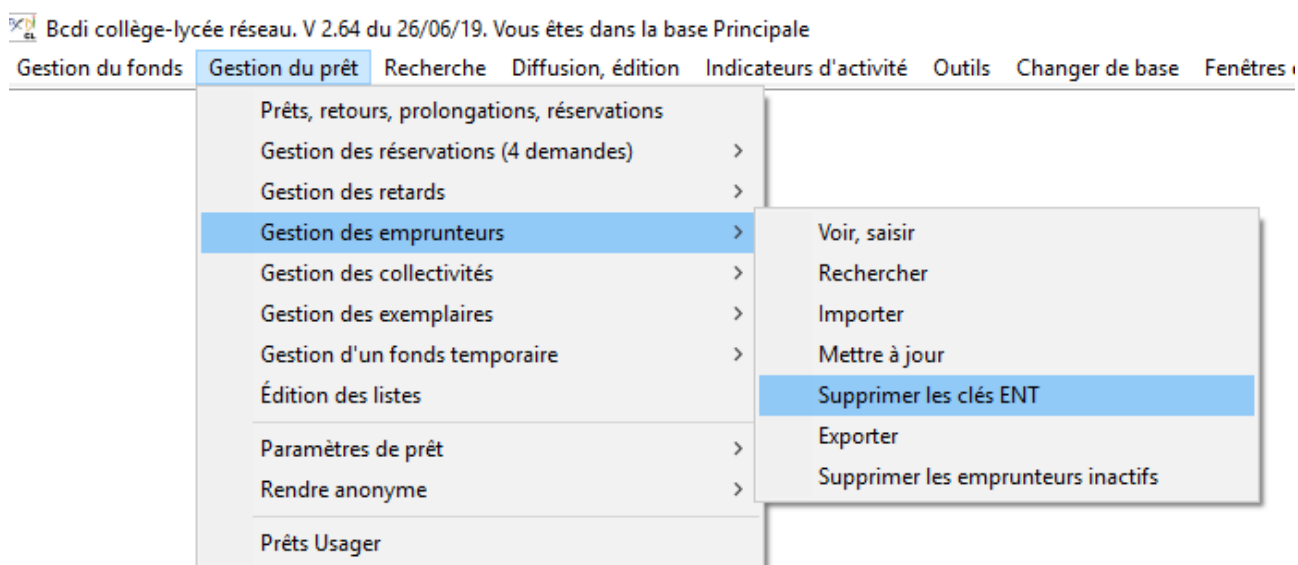 Bcdi collège-lycée réseau. V 2.64 du 26/06/19. Vous êtes dans la base Principale
Gestion du fonds Gestion du prêt Recherche Diffusion, édition Indicateurs d'activité Outils Changer de base Fenêtres
Prêts, retours, prolongations, réservations
Gestion des réservations (4 demandes)
Gestion des retards
Gestion des emprunteurs
Gestion des collectivités
Gestion des exemplaires
Gestion d'un fonds temporaire
Édition des listes
Paramètres de prêt
Rendre anonyme
Prêts Usager
Voir, saisir
Rechercher
Importer
Mettre à jour
Supprimer les clés ENT
Exporter
Supprimer les emprunteurs inactifs